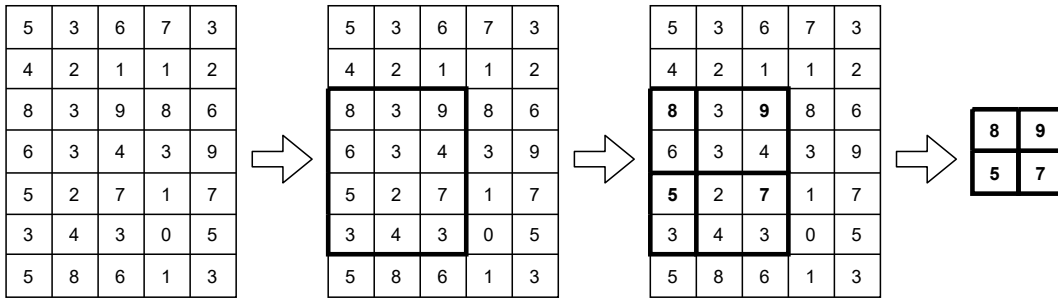 5 3 6 7 3 5 3 6 7 3 5 3 6 7 3
4 2 1 1 2 4 2 1 1 2 4 2 1 1 2
8 3 9 8 6 8 3 9 8 6 8 3 9 8 6 8 9
6 3 4 3 9 6 3 4 3 9 6 3 4 3 9
5 2 7 1 7 5 2 7 1 7 5 2 7 1 7 5 7
3 4 3 0 5 3 4 3 0 5 3 4 3 0 5
5 8 6 1 3 5 8 6 1 3 5 8 6 1 3